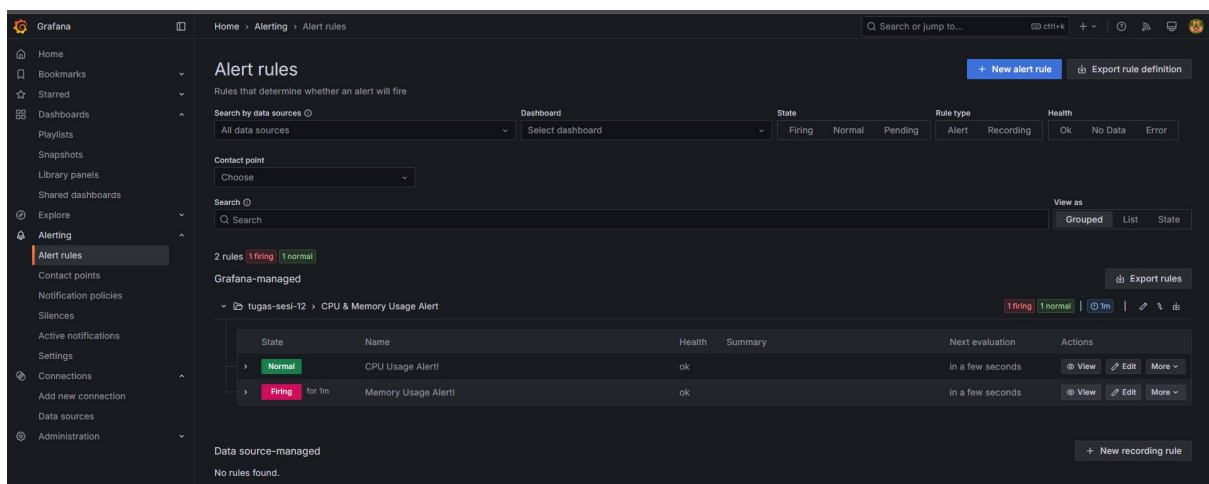 Grafana
Home › Alerting › Alert rules
Search or jump to...
ctrl+k
Home
Bookmarks
Starred
Dashboards
Playlists
Snapshots
Library panels
Shared dashboards
Explore
Alerting
Alert rules
Contact points
Notification policies
Silences
Active notifications
Settings
Connections
Add new connection
Data sources
Administration
Alert rules
+ New alert rule
Export rule definition
Rules that determine whether an alert will fire
Search by data sources
Dashboard
State
Rule type
Health
All data sources
Select dashboard
Firing Normal Pending
Alert Recording
Ok No Data Error
Contact point
Choose
Search
View as
Search
Grouped List State
2 rules 1 firing 1 normal
Grafana-managed
Export rules
tugas-sesi-12 › CPU & Memory Usage Alert
1 firing 1 normal | 1m |
State Name Health Summary Next evaluation Actions
Normal CPU Usage Alert! ok in a few seconds View Edit More
Firing for 1m Memory Usage Alert! ok in a few seconds View Edit More
Data source-managed
+ New recording rule
No rules found.